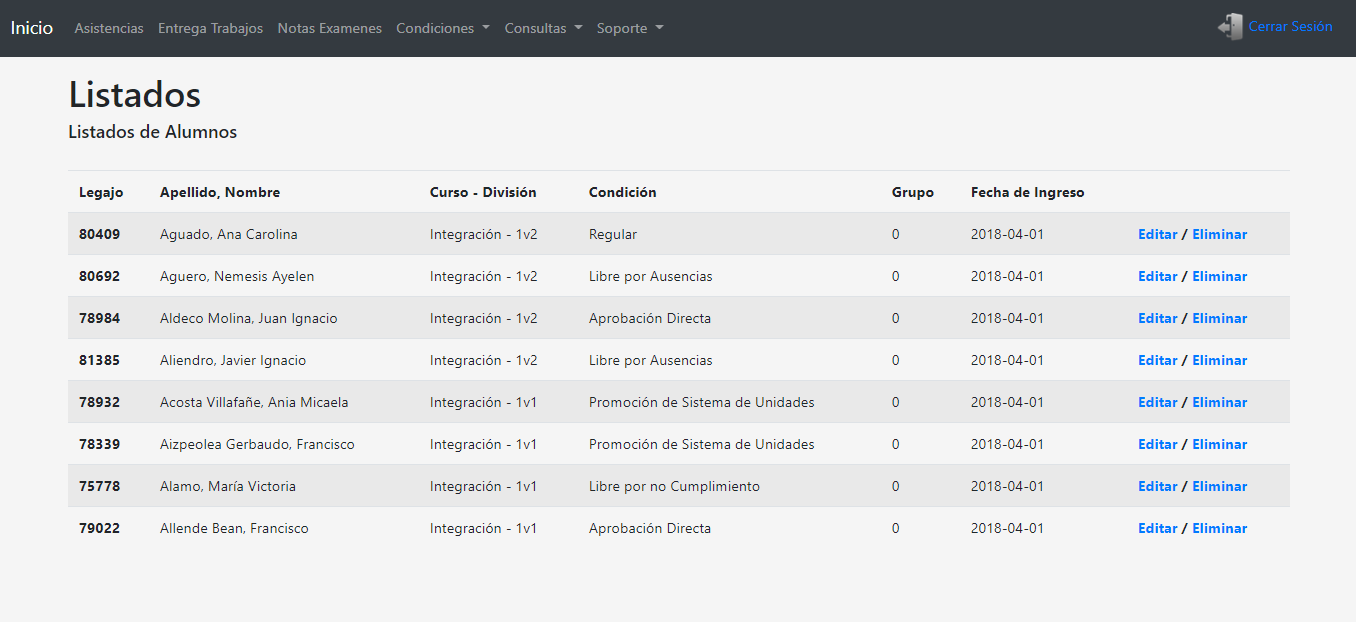 Inicio Asistencias Entrega Trabajos Notas Examenes Condiciones Consultas Soporte Cerrar Sesión
Listados
Listados de Alumnos
Legajo Apellido, Nombre Curso - División Condición Grupo Fecha de Ingreso
80409 Aguado, Ana Carolina Integración - 1v2 Regular 0 2018-04-01 Editar / Eliminar
80692 Aguero, Nemesis Ayelen Integración - 1v2 Libre por Ausencias 0 2018-04-01 Editar / Eliminar
78984 Aldeco Molina, Juan Ignacio Integración - 1v2 Aprobación Directa 0 2018-04-01 Editar / Eliminar
81385 Aliendro, Javier Ignacio Integración - 1v2 Libre por Ausencias 0 2018-04-01 Editar / Eliminar
78932 Acosta Villafañe, Ania Micaela Integración - 1v1 Promoción de Sistema de Unidades 0 2018-04-01 Editar / Eliminar
78339 Aizpeolea Gerbaudo, Francisco Integración - 1v1 Promoción de Sistema de Unidades 0 2018-04-01 Editar / Eliminar
75778 Alamo, María Victoria Integración - 1v1 Libre por no Cumplimiento 0 2018-04-01 Editar / Eliminar
79022 Allende Bean, Francisco Integración - 1v1 Aprobación Directa 0 2018-04-01 Editar / Eliminar